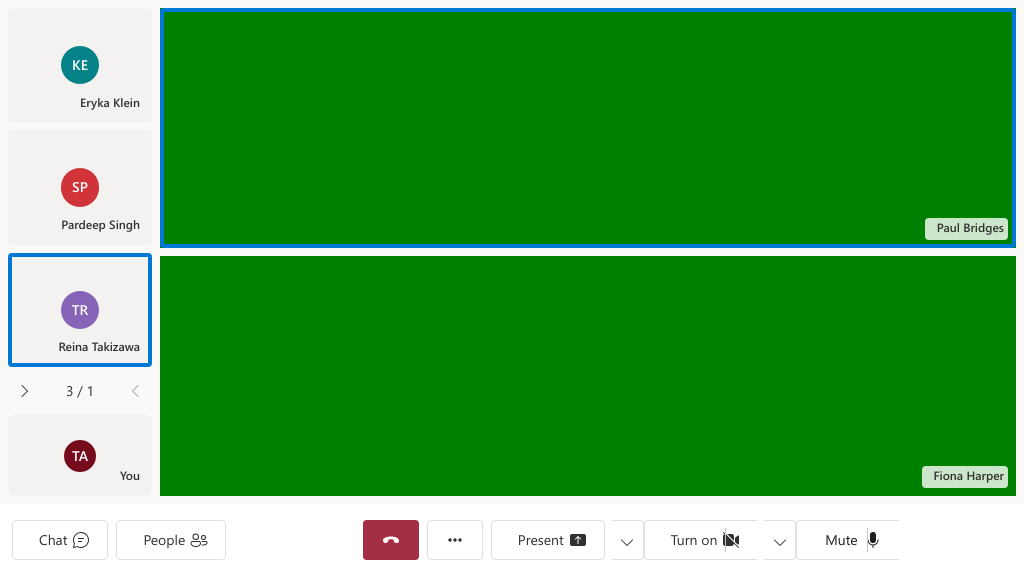 KE
Eryka Klein
SP
Pardeep Singh
TR
Reina Takizawa
3 / 1
TA
You
Paul Bridges
Fiona Harper
Chat
People
Present
Turn on
Mute